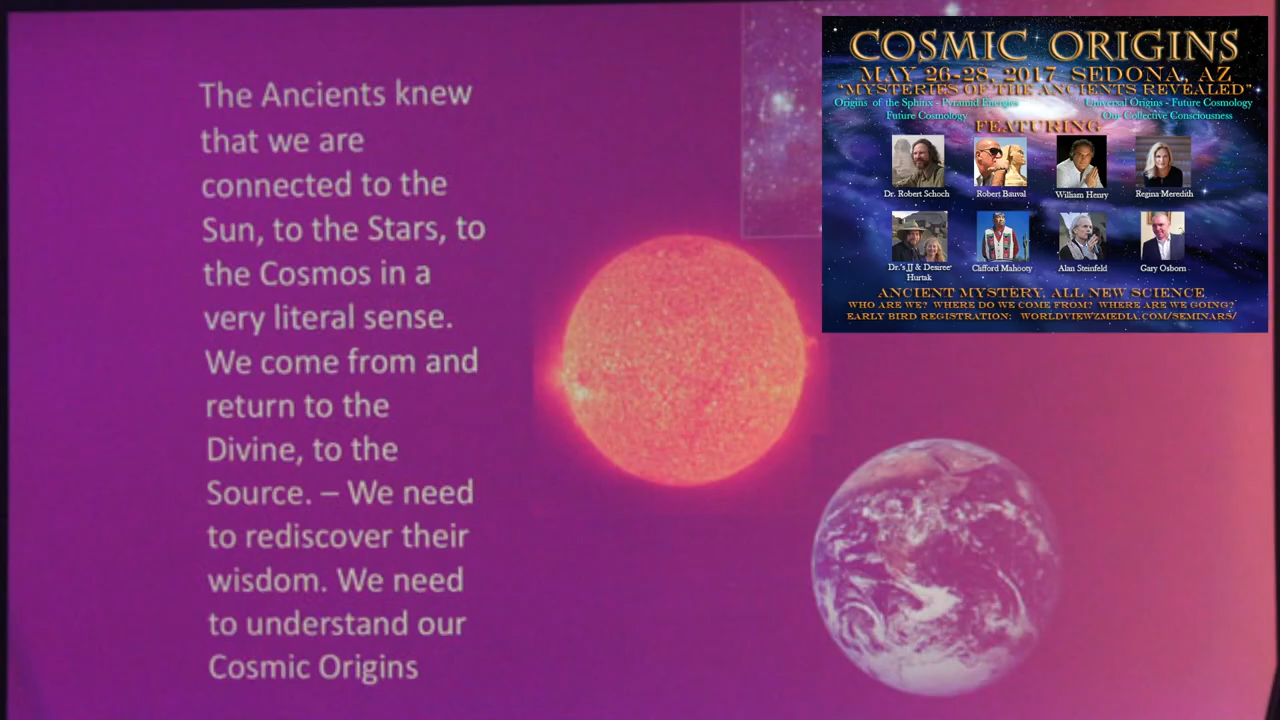 The Ancients knew
that we are
connected to the
Sun, to the Stars, to
the Cosmos in a
very literal sense.
We come from and
return to the
Divine, to the
Source. – We need
to rediscover their
wisdom. We need
to understand our
Cosmic Origins
COSMIC ORIGINS
MAY 26-28, 2017 SEDONA, AZ
"MYSTERIES OF THE ANCIENTS REVEALED"
Origins of the Sphinx - Pyramid Energies
Future Cosmology
Universal Origins - Future Cosmology
Our Collective Consciousness
FEATURING
Dr. Robert Schoch
Robert Bauval
William Henry
Regina Meredith
Dr.'s JJ & Desiree'
Hurtak
Clifford Mahooty
Alan Steinfeld
Gary Osborn
ANCIENT MYSTERY, ALL NEW SCIENCE
WHO ARE WE? WHERE DO WE COME FROM? WHERE ARE WE GOING?
EARLY BIRD REGISTRATION: WORLDVIEWZMEDIA.COM/SEMINARS/